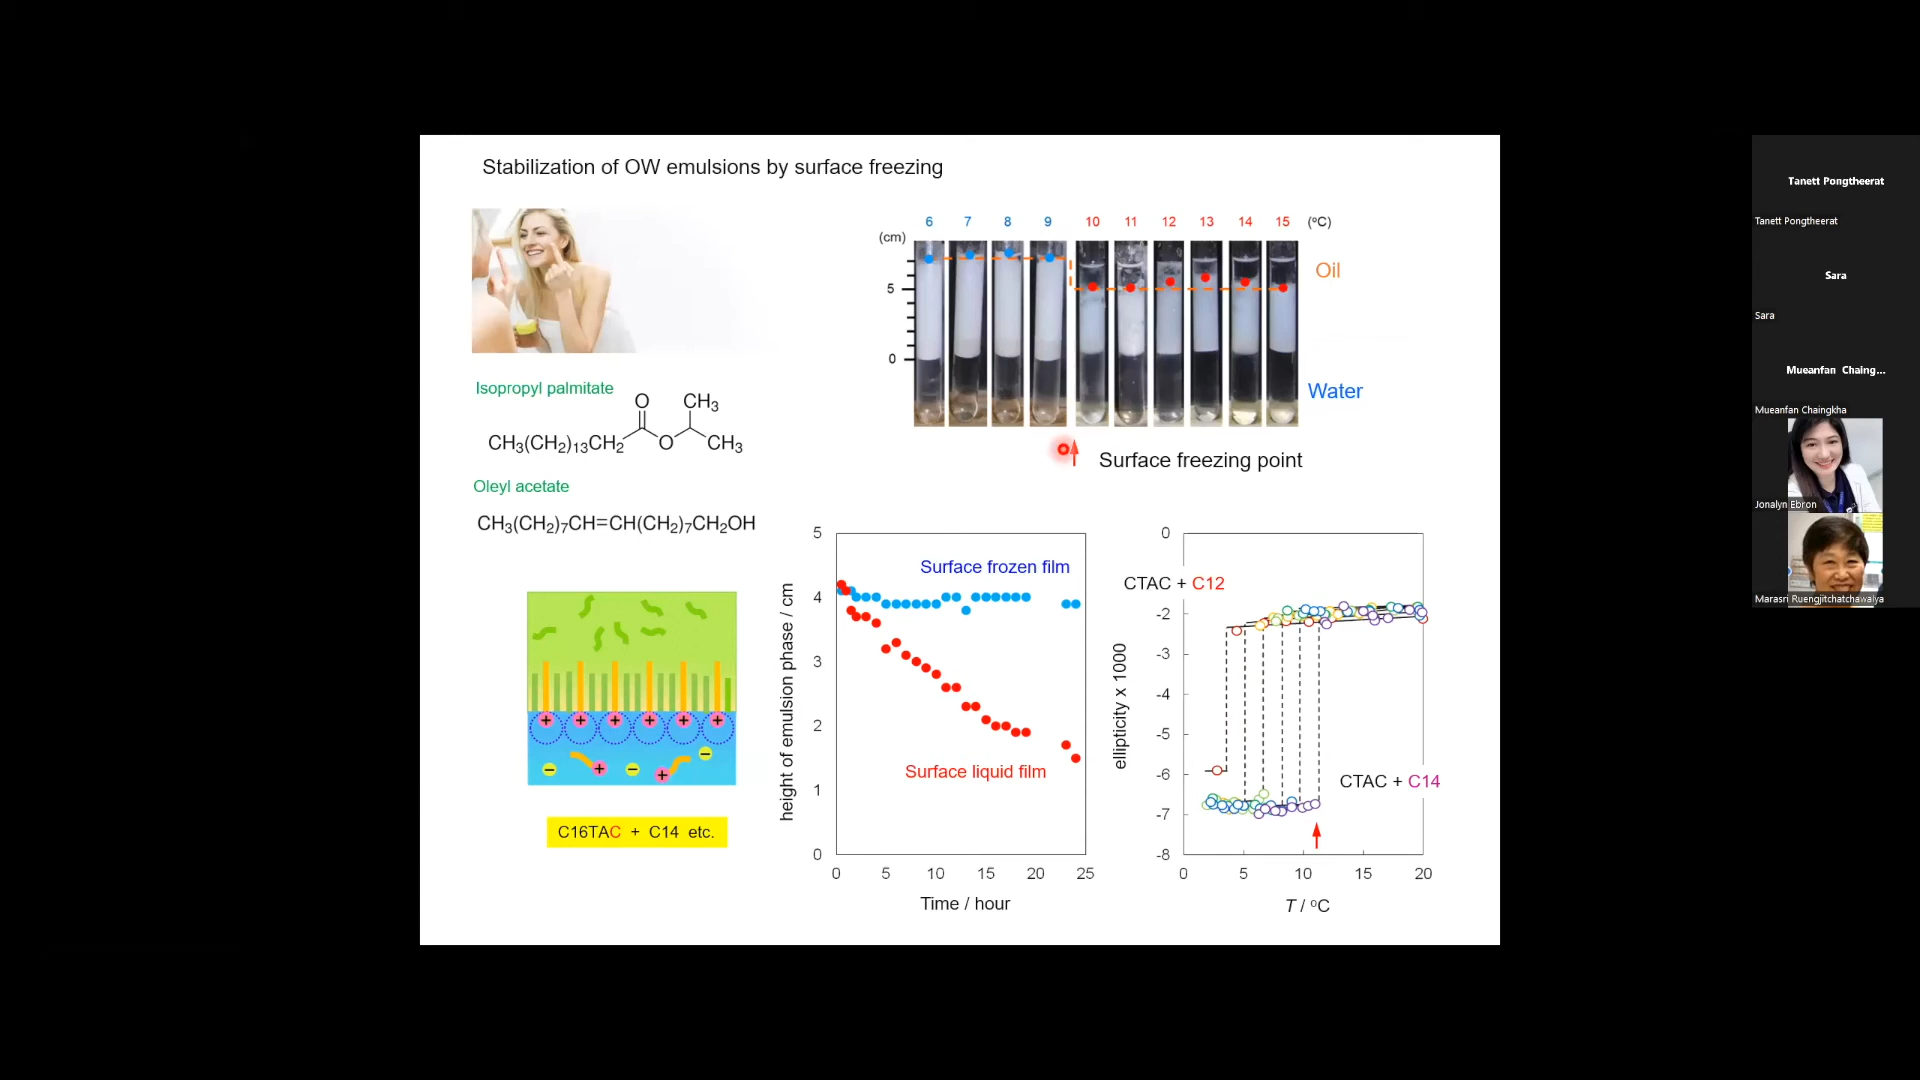 Stabilization of OW emulsions by surface freezing
6 7 8 9 10 11 12 13 14 15 (°C)
(cm)
5
0
Oil
Water
Surface freezing point
Isopropyl palmitate
O
CH3
CH3(CH2)13CH2
O
CH3
Oleyl acetate
CH3(CH2)7CH=CH(CH2)7CH2OH
+ + + + + +
− + − + −
C16TAC + C14 etc.
5
4
3
2
1
0
height of emulsion phase / cm
Surface frozen film
Surface liquid film
0 5 10 15 20 25
Time / hour
0
-2
-3
-4
-5
-6
-7
-8
ellipticity x 1000
CTAC + C12
CTAC + C14
0 5 10 15 20
T / °C
Tanett Pongtheerat
Tanett Pongtheerat
Sara
Sara
Mueanfan Chaing...
Mueanfan Chaingkha
Jonalyn Ebron
Marasri Ruengjitchatchawalya